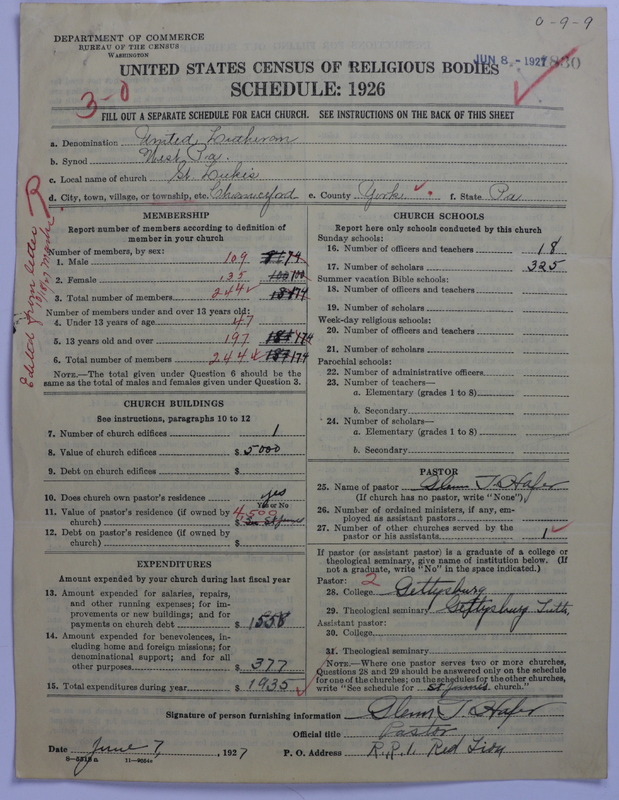 0-9-9
DEPARTMENT OF COMMERCE
BUREAU OF THE CENSUS
WASHINGTON
JUN 8 - 1927
UNITED STATES CENSUS OF RELIGIOUS BODIES
SCHEDULE: 1926
3-0
FILL OUT A SEPARATE SCHEDULE FOR EACH CHURCH. SEE INSTRUCTIONS ON THE BACK OF THIS SHEET
a. Denomination United Lutheran
b. Synod West Pa.
c. Local name of church St. Lukes
d. City, town, village, or township, etc. Chanceford e. County York f. State Pa
Edited from letter
MEMBERSHIP
Report number of members according to definition of
member in your church
Number of members, by sex:
1. Male 109 74
2. Female 135 100
3. Total number of members 244 174
Number of members under and over 13 years old:
4. Under 13 years of age 47
5. 13 years old and over 197 174
6. Total number of members 244 174
NOTE.—The total given under Question 6 should be the
same as the total of males and females given under Question 3.
CHURCH BUILDINGS
See instructions, paragraphs 10 to 12
7. Number of church edifices 1
8. Value of church edifices $ 5000
9. Debt on church edifices $
10. Does church own pastor's residence yes
Yes or No
11. Value of pastor's residence (if owned by 4,500
church) $ See St James
12. Debt on pastor's residence (if owned by
church) $
EXPENDITURES
Amount expended by your church during last fiscal year
13. Amount expended for salaries, repairs,
and other running expenses; for im-
provements or new buildings; and for
payments on church debt $ 1558
14. Amount expended for benevolences, in-
cluding home and foreign missions; for
denominational support; and for all
other purposes $ 377
15. Total expenditures during year $ 1935
CHURCH SCHOOLS
Report here only schools conducted by this church
Sunday schools:
16. Number of officers and teachers 18
17. Number of scholars 325
Summer vacation Bible schools:
18. Number of officers and teachers
19. Number of scholars
Week-day religious schools:
20. Number of officers and teachers
21. Number of scholars
Parochial schools:
22. Number of administrative officers
23. Number of teachers—
a. Elementary (grades 1 to 8)
b. Secondary
24. Number of scholars—
a. Elementary (grades 1 to 8)
b. Secondary
PASTOR
25. Name of pastor Glenn T. Hafer
(If church has no pastor, write "None")
26. Number of ordained ministers, if any, em-
ployed as assistant pastors
27. Number of other churches served by the
pastor or his assistants 1
If pastor (or assistant pastor) is a graduate of a college or
theological seminary, give name of institution below. (If
not a graduate, write "No" in the space indicated.)
Pastor: 2
28. College Gettysburg
29. Theological seminary Gettysburg Luth.
Assistant pastor:
30. College
31. Theological seminary
NOTE.—Where one pastor serves two or more churches,
Questions 28 and 29 should be answered only on the schedule
for one of the churches; on the schedules for the other churches,
write "See schedule for St James church."
Signature of person furnishing information Glenn T. Hafer
Official title Pastor
Date June 7, 1927 P. O. Address R.R.1. Red Lion
11-9054